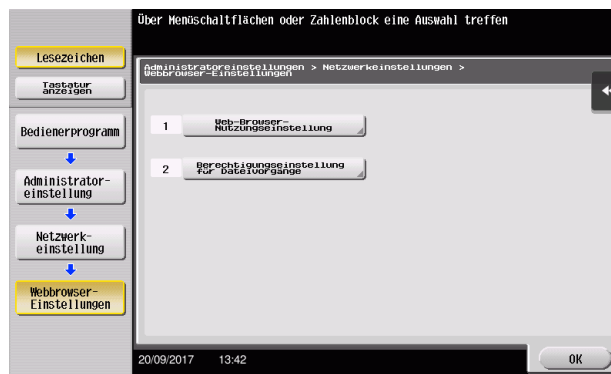 Über Menüschaltflächen oder Zahlenblock eine Auswahl treffen
Lesezeichen
Tastatur
anzeigen
Bedienerprogramm
Administrator-
einstellung
Netzwerk-
einstellung
Webbrowser-
Einstellungen
Administratoreinstellungen > Netzwerkeinstellungen >
Webbrowser-Einstellungen
1 Web-Browser-
Nutzungseinstellung
2 Berechtigungseinstellung
für Dateivorgänge
20/09/2017 13:42
OK